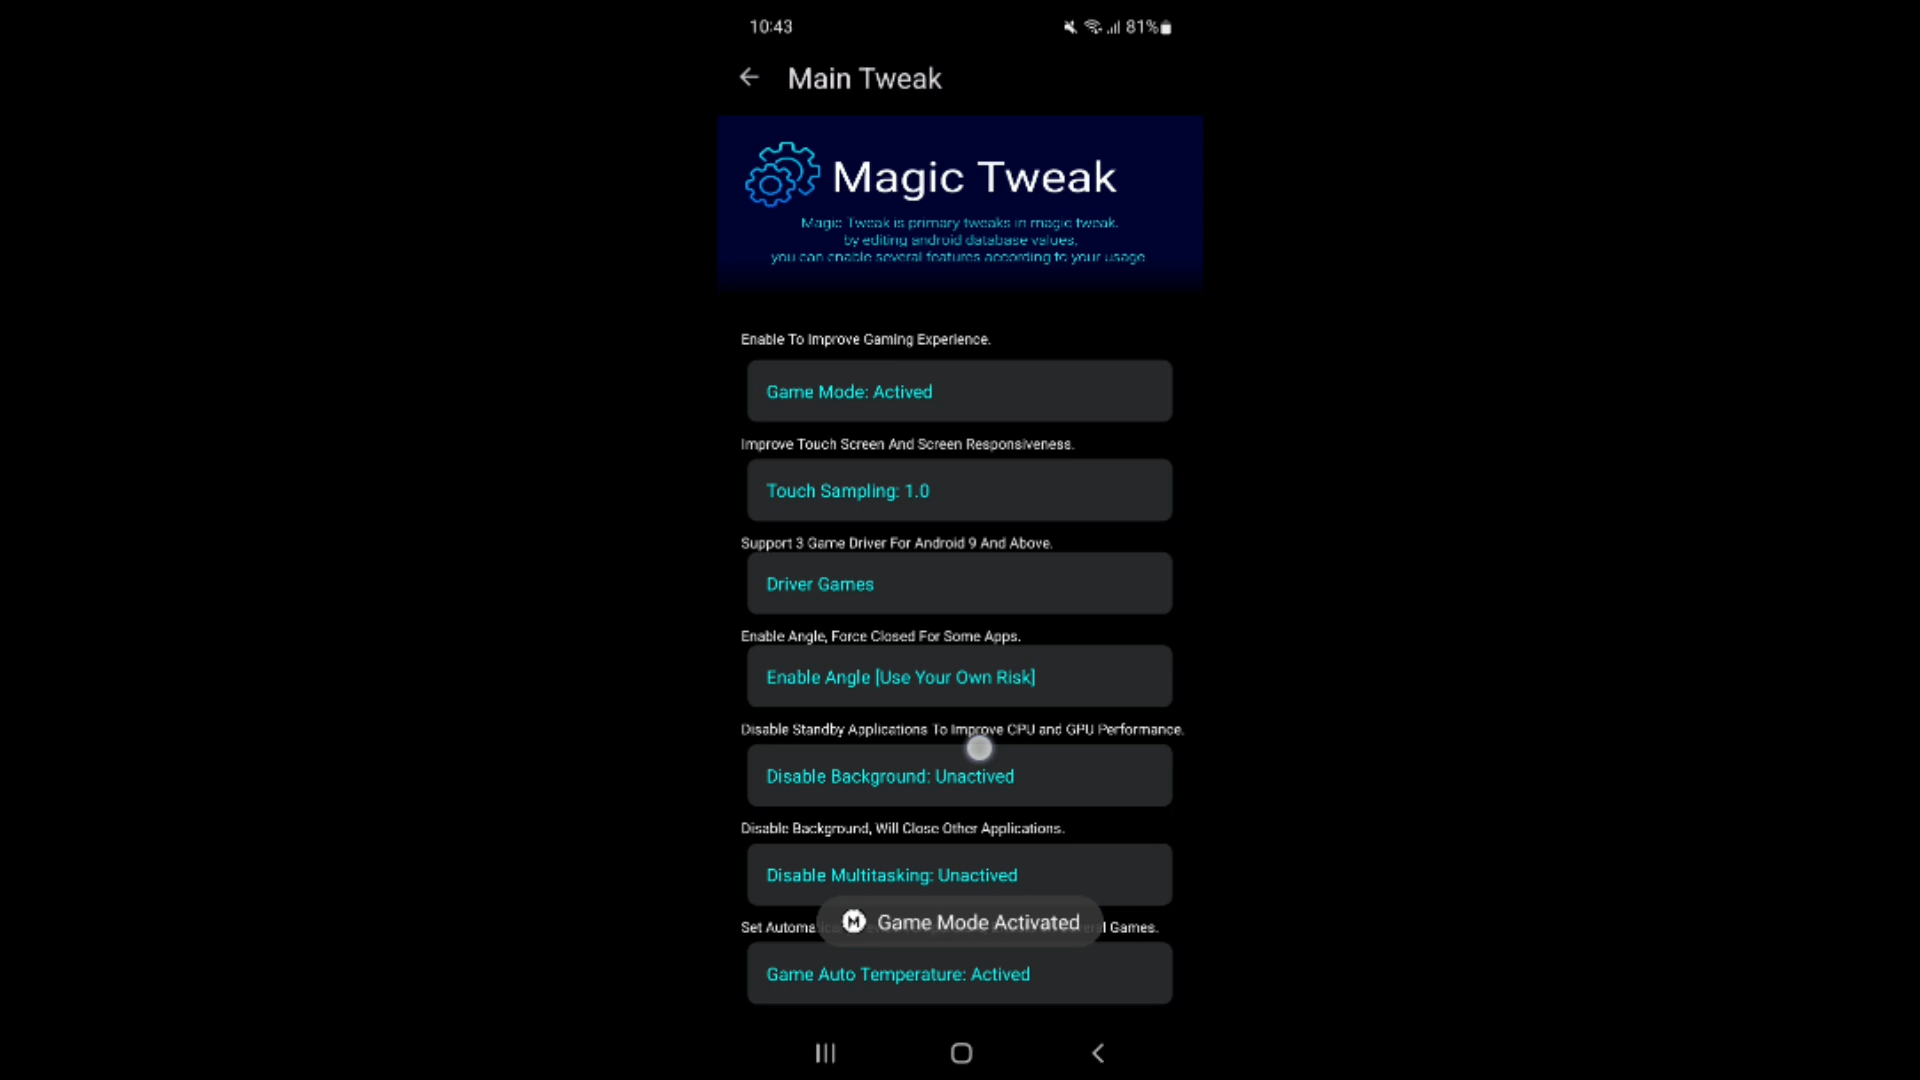 10:43
81%
Main Tweak
Magic Tweak
Magic Tweak is primary tweaks in magic tweak.
by editing android database values,
you can enable several features according to your usage
Enable To Improve Gaming Experience.
Game Mode: Actived
Improve Touch Screen And Screen Responsiveness.
Touch Sampling: 1.0
Support 3 Game Driver For Android 9 And Above.
Driver Games
Enable Angle, Force Closed For Some Apps.
Enable Angle [Use Your Own Risk]
Disable Standby Applications To Improve CPU and GPU Performance.
Disable Background: Unactived
Disable Background, Will Close Other Applications.
Disable Multitasking: Unactived
M Game Mode Activated
Set Games.
Game Auto Temperature: Actived